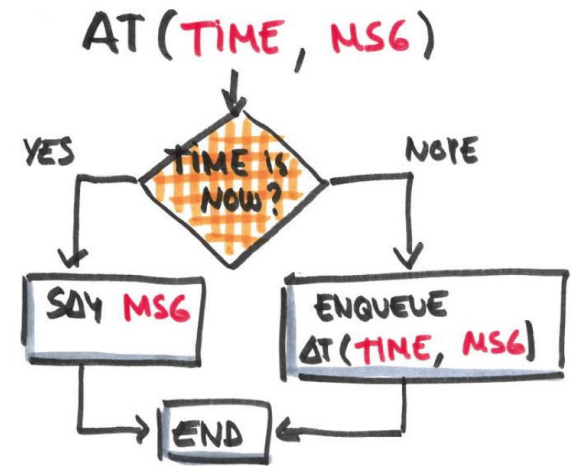 AT(TIME, MSG)
YES
TIME is
NOW?
NOPE
SAY MSG
ENQUEUE
AT(TIME, MSG)
END